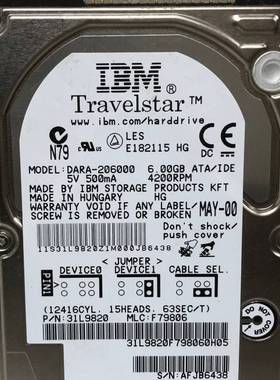 IBM
Travelstar™
www.ibm.com/harddrive
N79
LES
E182115 HG
MODEL: DARA-206000 6.00GB ATA/IDE
5V 500mA 4200RPM
MADE BY IBM STORAGE PRODUCTS KFT
MADE IN HUNGARY HG
WARRANTY VOID IF ANY LABEL/
SCREW IS REMOVED OR BROKEN
MAY-00
Don't shock/
push cover
11S31L9820Z1M000JB6438
< JUMPER >
DEVICE0 DEVICE1 CABLE SEL.
PIN1
(12416CYL. 15HEADS. 63SEC/T)
P/N: 31L9820 MLC: F79806
31L9820F798060H05
S/N: AFJB6438